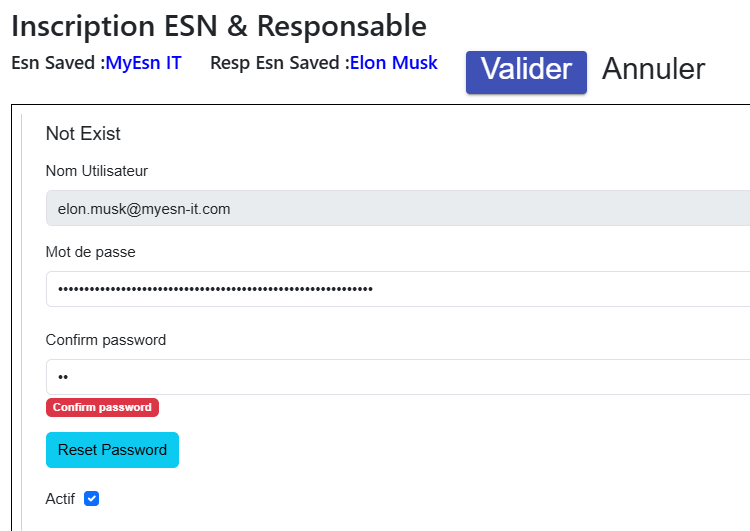 Inscription ESN & Responsable
Esn Saved :MyEsn IT Resp Esn Saved :Elon Musk Valider Annuler
Not Exist
Nom Utilisateur
elon.musk@myesn-it.com
Mot de passe
••••••••••••••••••••••••••••••••••••••••••••••••••••••••••••
Confirm password
••
Confirm password
Reset Password
Actif